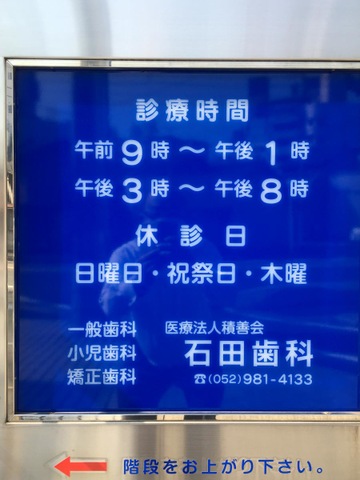 診療時間
午前9時～午後1時
午後3時～午後8時
休診日
日曜日・祝祭日・木曜
一般歯科 医療法人積善会
小児歯科 石田歯科
矯正歯科 ☎(052)981-4133
階段をお上がり下さい。